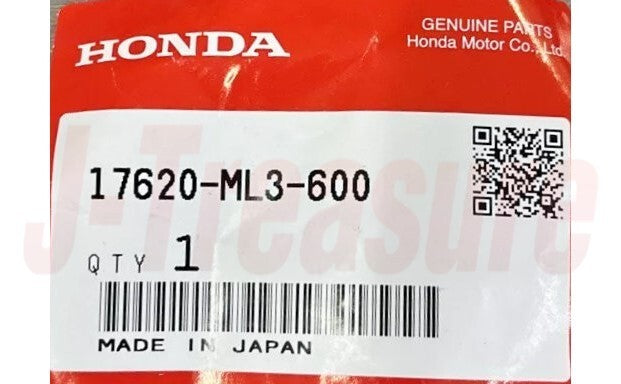 HONDA
GENUINE PARTS
Honda Motor Co., Ltd.
17620-ML3-600
QTY 1
MADE IN JAPAN
J-Treasure